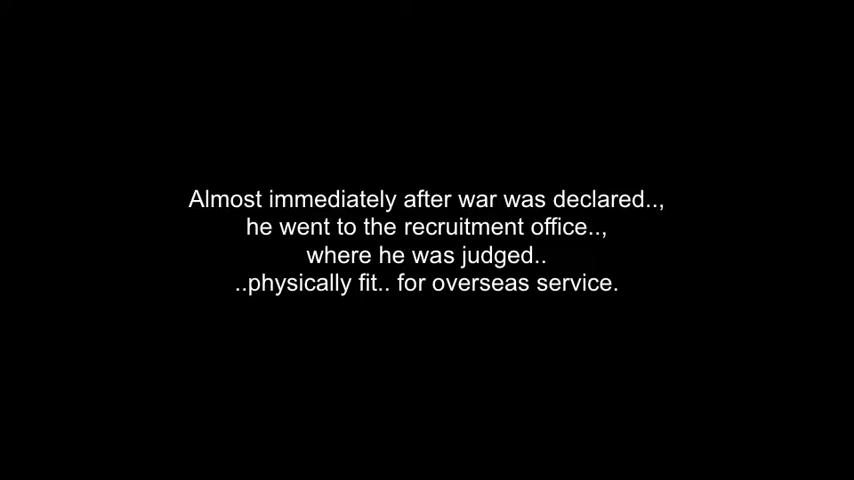 Almost immediately after war was declared..,
he went to the recruitment office..,
where he was judged..
..physically fit.. for overseas service.